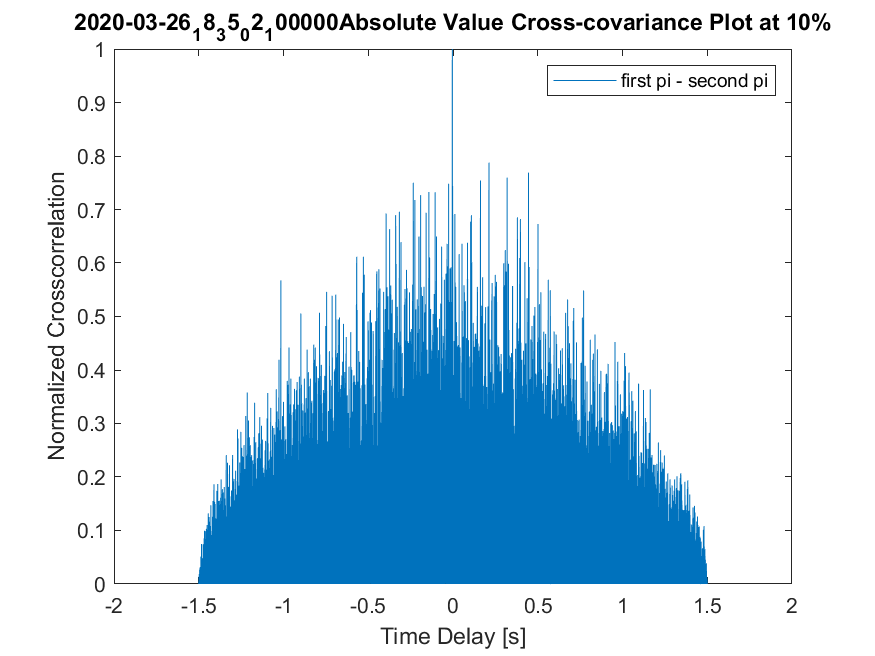 2020-03-26₁8₃5₀2₁00000Absolute Value Cross-covariance Plot at 10%
first pi - second pi
1
0.9
0.8
0.7
0.6
0.5
0.4
0.3
0.2
0.1
0
Normalized Crosscorrelation
-2 -1.5 -1 -0.5 0 0.5 1 1.5 2
Time Delay [s]